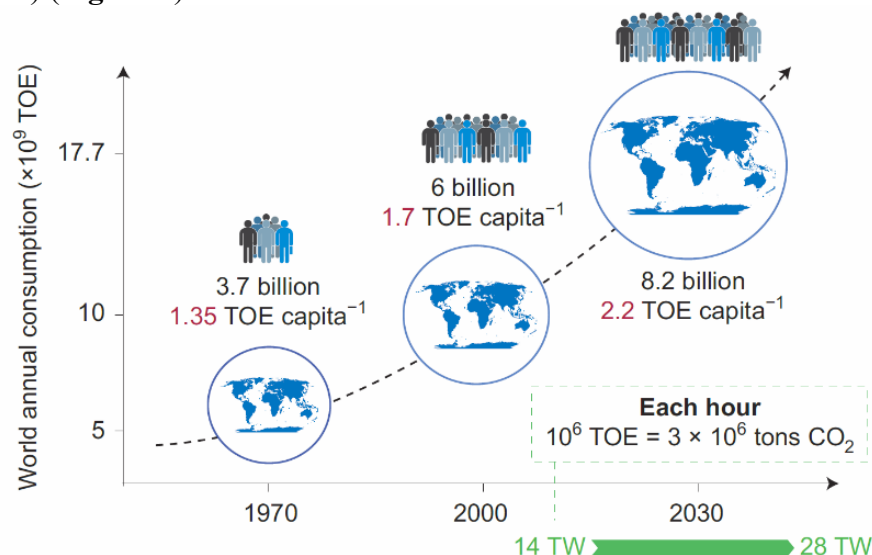 World annual consumption (×10⁹ TOE)
17.7
10
5
3.7 billion
1.35 TOE capita⁻¹
6 billion
1.7 TOE capita⁻¹
8.2 billion
2.2 TOE capita⁻¹
Each hour
10⁶ TOE = 3 × 10⁶ tons CO₂
1970
2000
2030
14 TW
28 TW